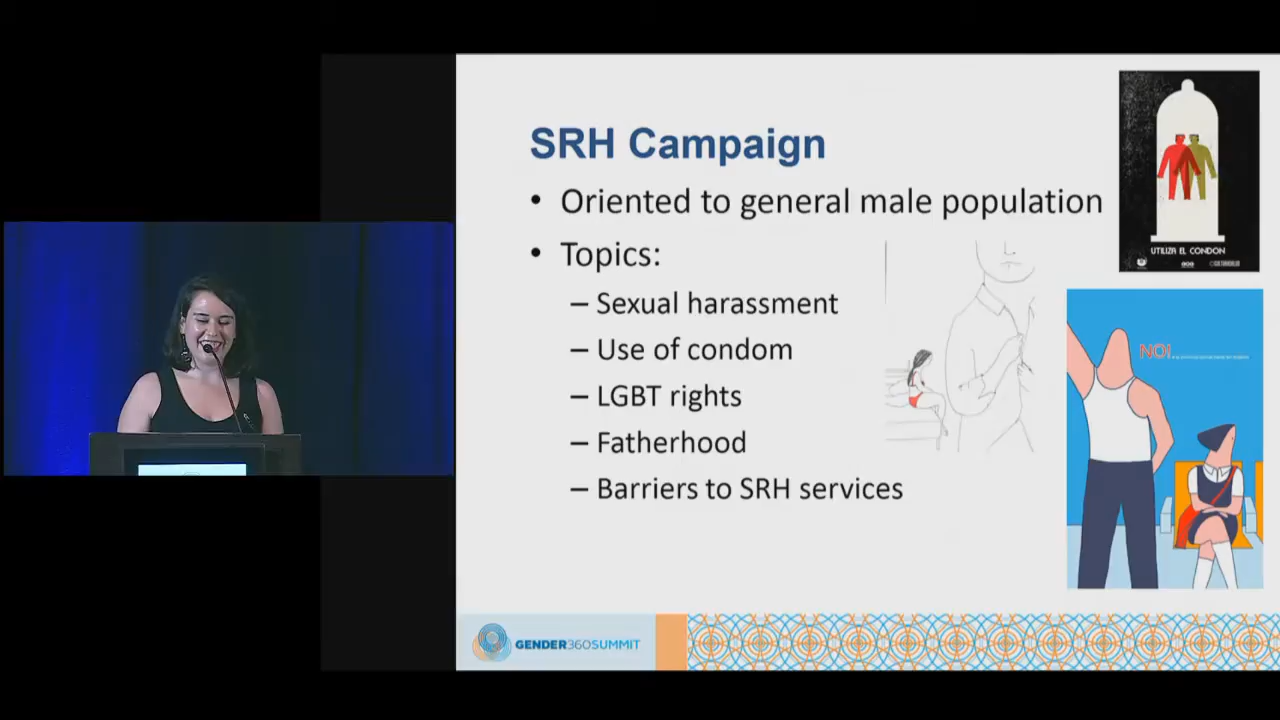 SRH Campaign
• Oriented to general male population
• Topics:
– Sexual harassment
– Use of condom
– LGBT rights
– Fatherhood
– Barriers to SRH services
UTILIZA EL CONDON
NO!
GENDER360SUMMIT